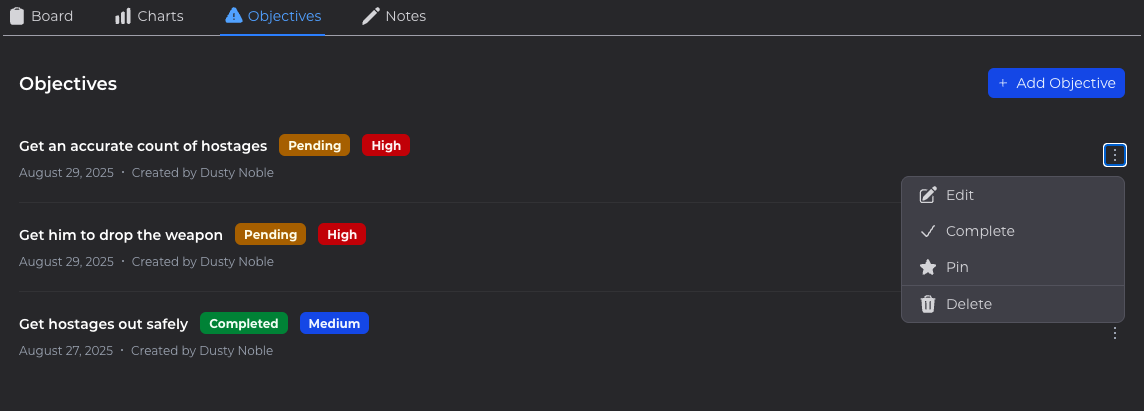 Board Charts Objectives Notes
Objectives
+ Add Objective
Get an accurate count of hostages Pending High
August 29, 2025 • Created by Dusty Noble
Edit
Complete
Pin
Delete
Get him to drop the weapon Pending High
August 29, 2025 • Created by Dusty Noble
Get hostages out safely Completed Medium
August 27, 2025 • Created by Dusty Noble